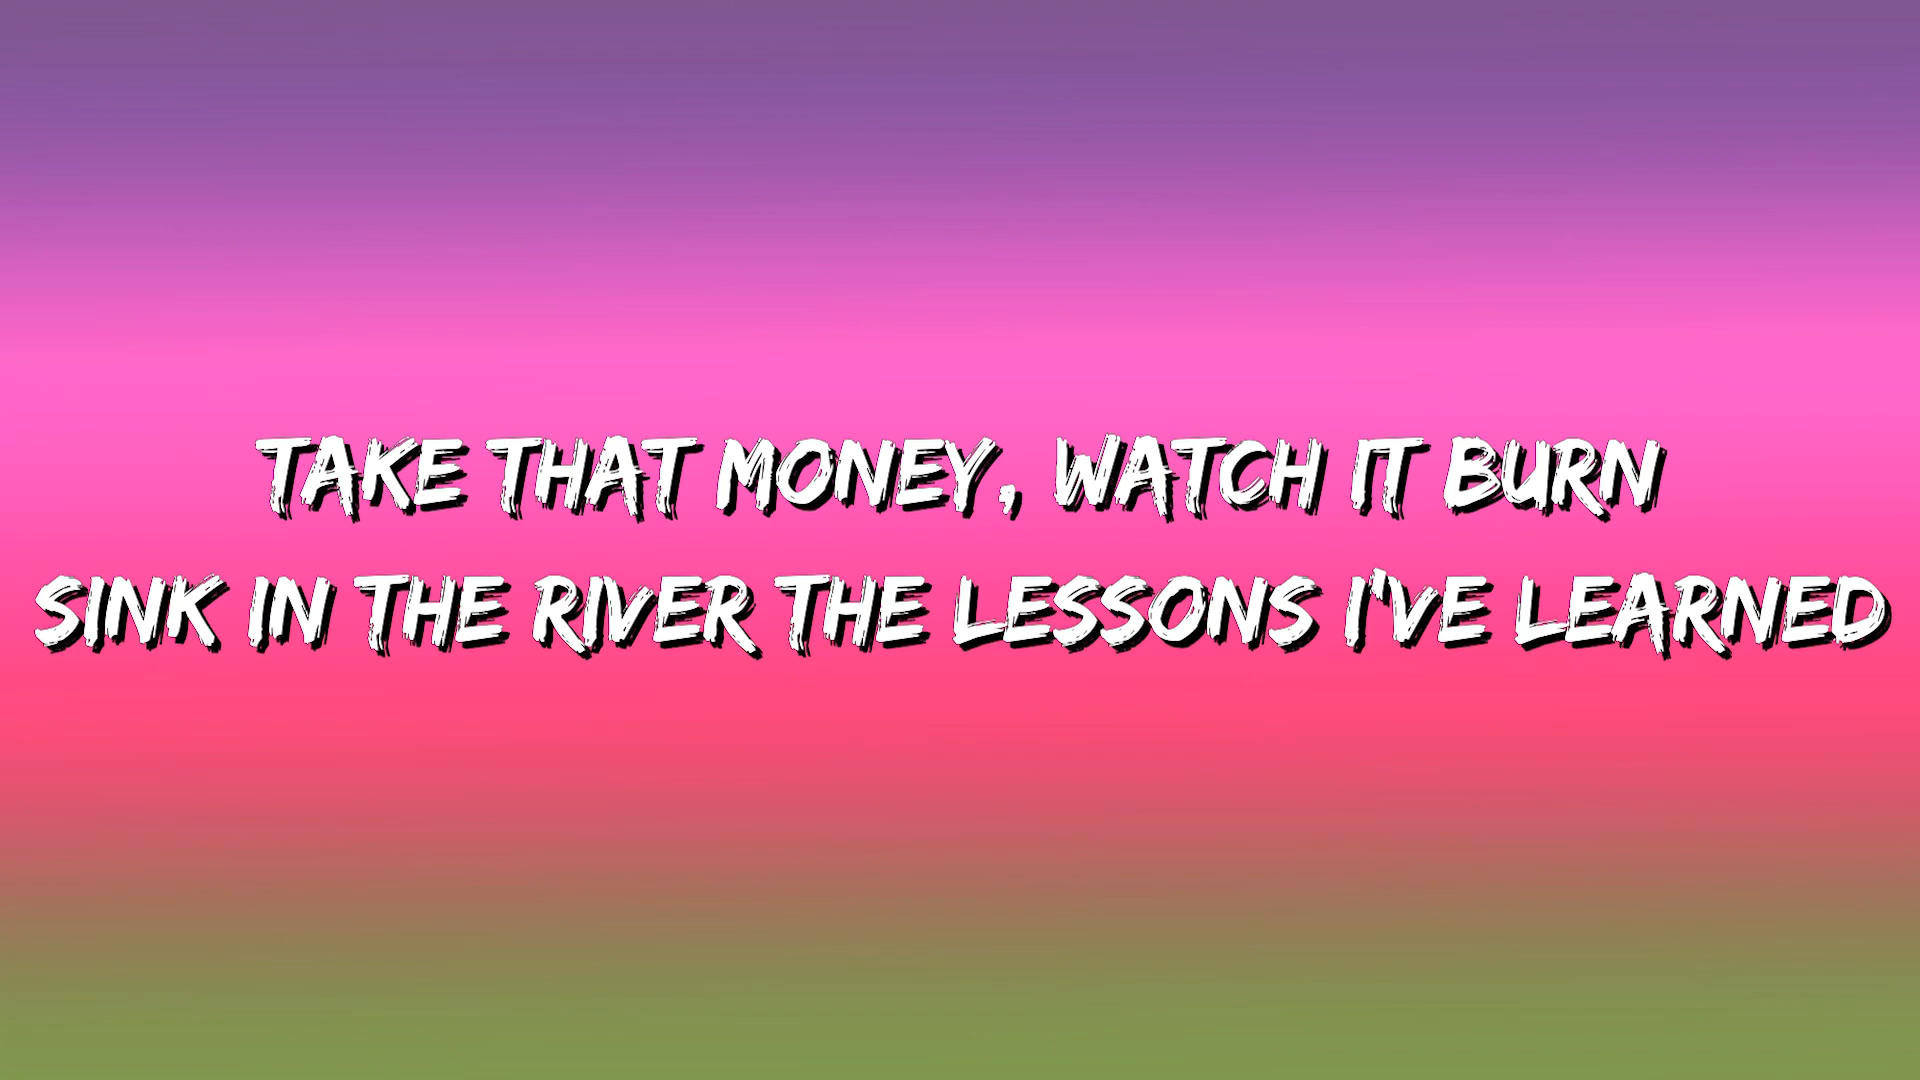 TAKE THAT MONEY, WATCH IT BURN
SINK IN THE RIVER THE LESSONS I'VE LEARNED